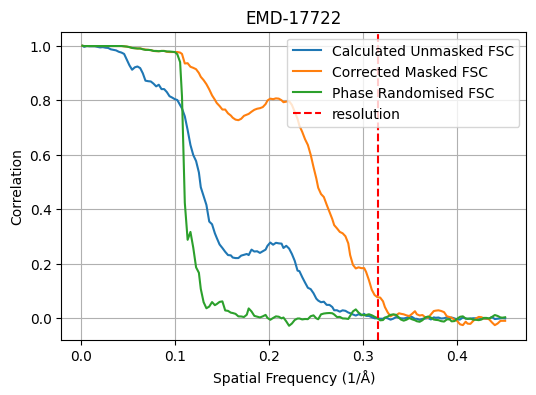 EMD-17722
Calculated Unmasked FSC
Corrected Masked FSC
Phase Randomised FSC
resolution
Correlation
1.0
0.8
0.6
0.4
0.2
0.0
0.0 0.1 0.2 0.3 0.4
Spatial Frequency (1/Å)